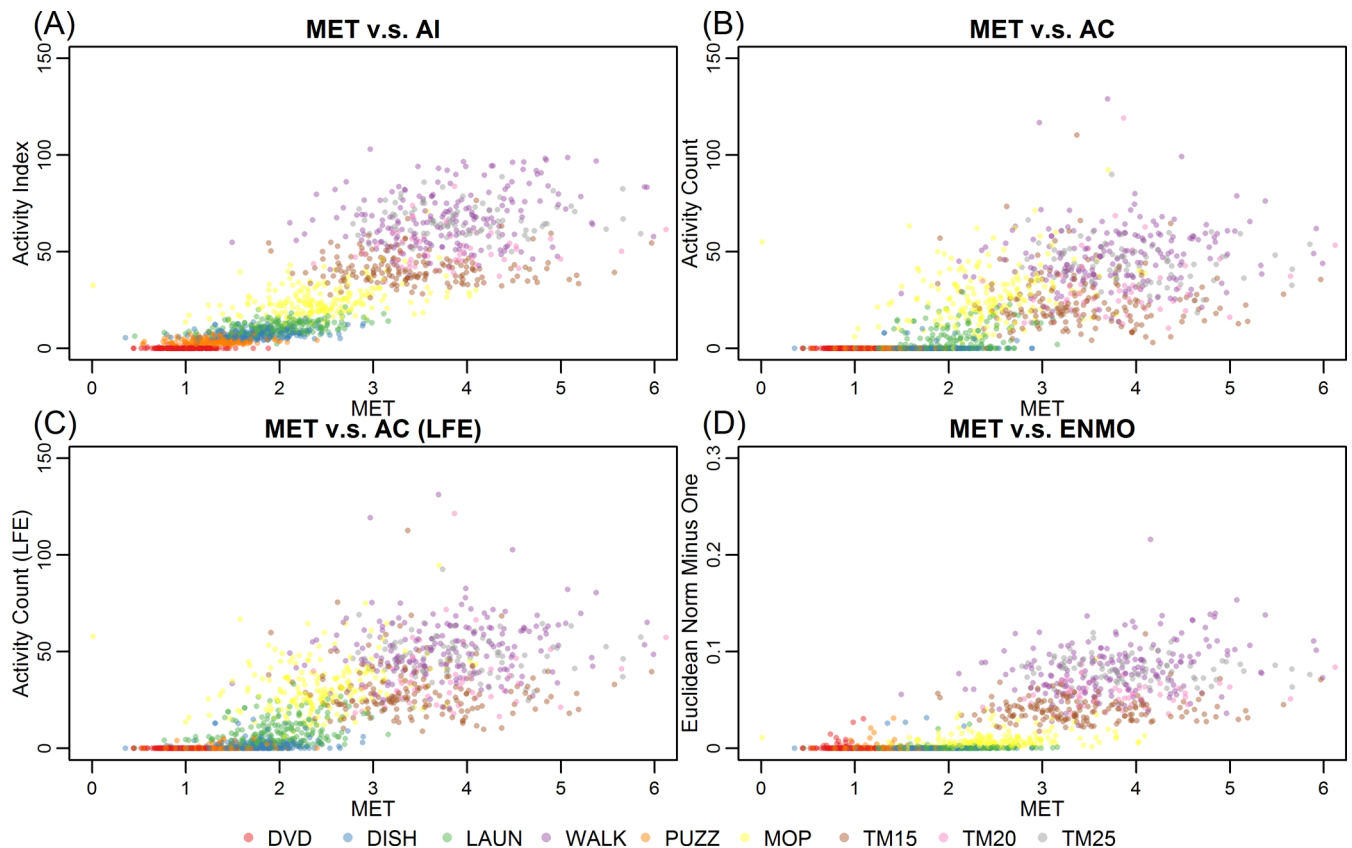 (A)
MET v.s. AI
Activity Index
0
50
100
150
0 1 2 3 4 5 6
MET
(B)
MET v.s. AC
Activity Count
0
50
100
150
0 1 2 3 4 5 6
MET
(C)
MET v.s. AC (LFE)
Activity Count (LFE)
0
50
100
150
0 1 2 3 4 5 6
MET
(D)
MET v.s. ENMO
Euclidean Norm Minus One
0
0.1
0.2
0.3
0 1 2 3 4 5 6
MET
DVD DISH LAUN WALK PUZZ MOP TM15 TM20 TM25